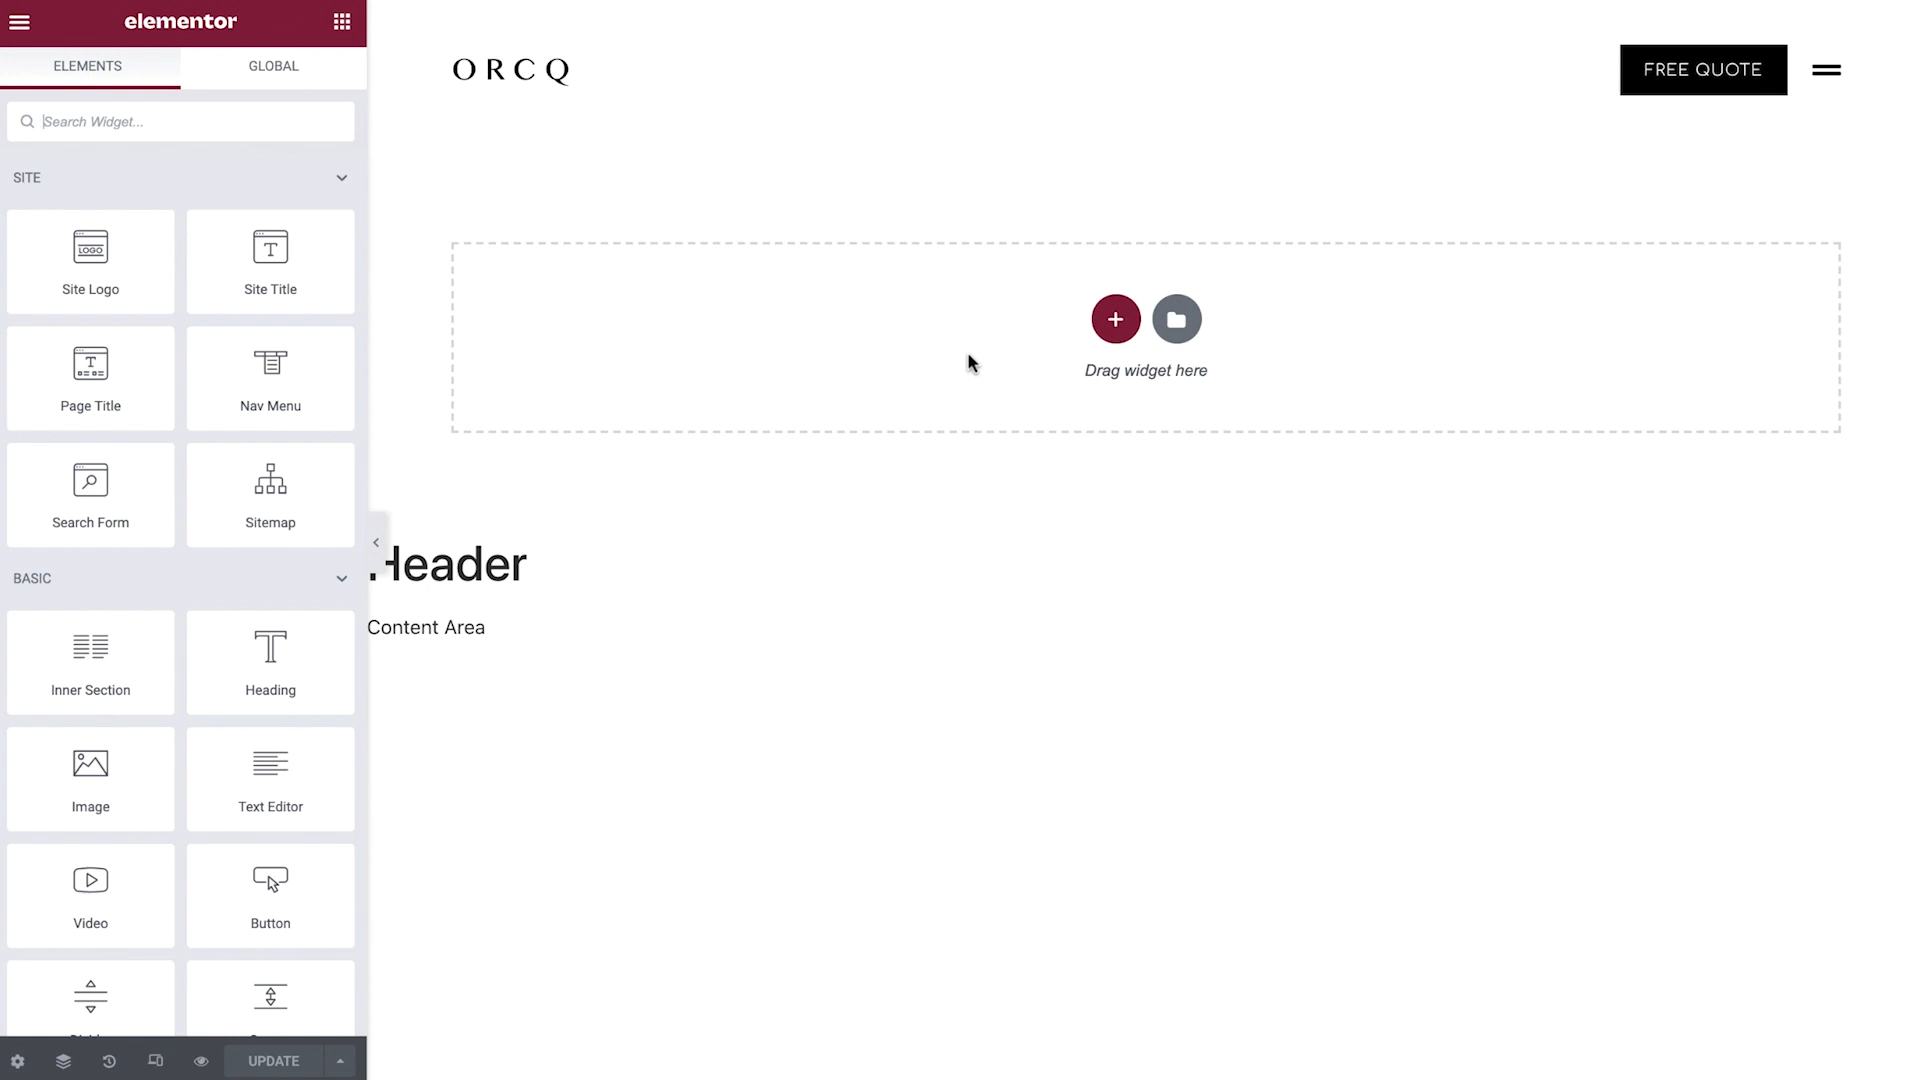 elementor
ELEMENTS
GLOBAL
Search Widget...
SITE
LOGO
Site Logo
Site Title
Page Title
Nav Menu
Search Form
Sitemap
BASIC
Inner Section
Heading
Image
Text Editor
Video
Button
UPDATE
ORCQ
FREE QUOTE
Drag widget here
Header
Content Area